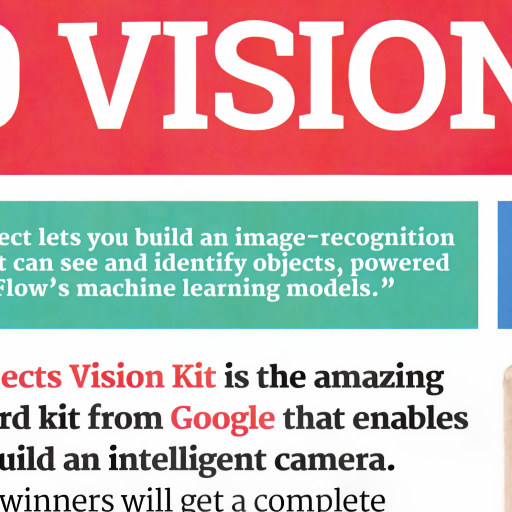 VISION
ect lets you build an image-recognition
t can see and identify objects, powered
Flow's machine learning models.”
ects Vision Kit is the amazing
rd kit from Google that enables
uild an intelligent camera.
winners will get a complete